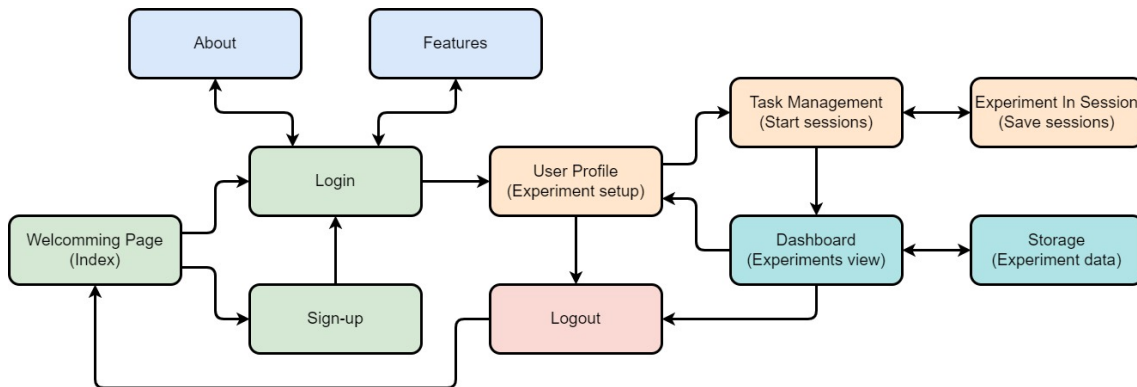 About
Features
Task Management
(Start sessions)
Experiment In Session
(Save sessions)
Login
User Profile
(Experiment setup)
Welcomming Page
(Index)
Dashboard
(Experiments view)
Storage
(Experiment data)
Sign-up
Logout